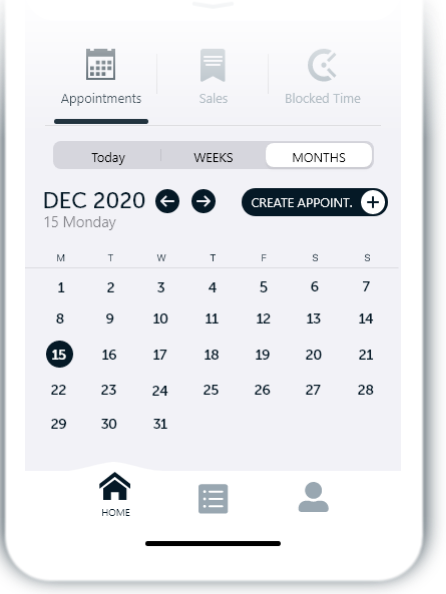 Appointments Sales Blocked Time
Today WEEKS MONTHS
DEC 2020
CREATE APPOINT.
15 Monday
M T W T F S S
1 2 3 4 5 6 7
8 9 10 11 12 13 14
15 16 17 18 19 20 21
22 23 24 25 26 27 28
29 30 31
HOME